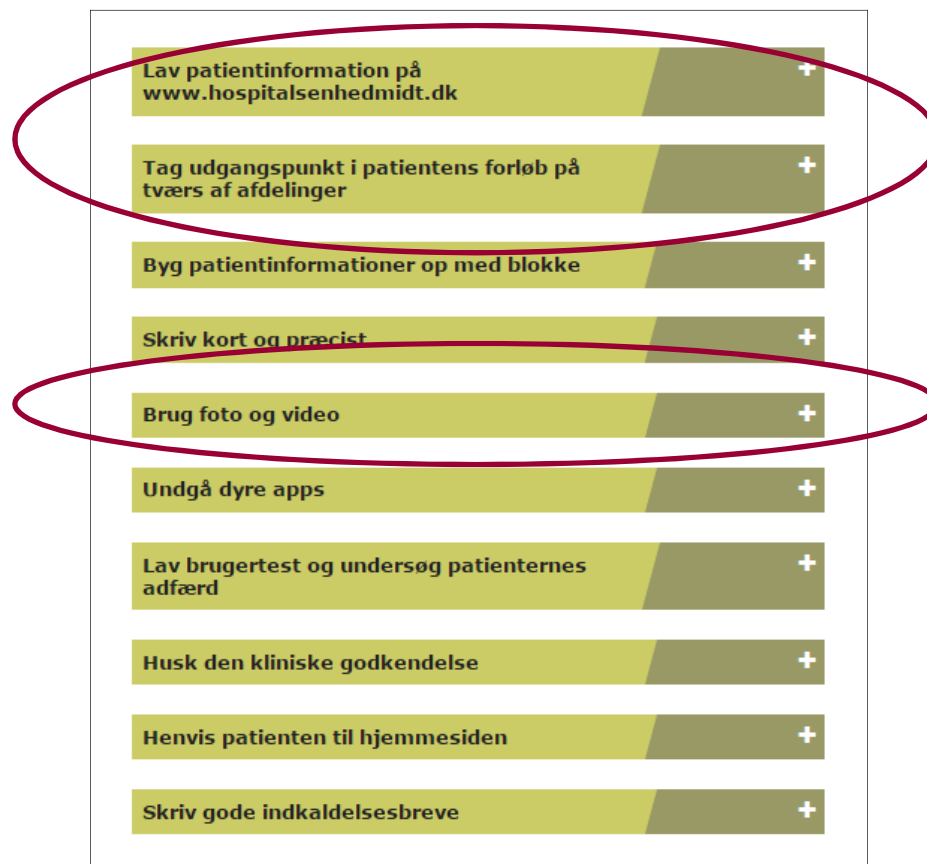 Lav patientinformation på
www.hospitalsenhedmidt.dk
Tag udgangspunkt i patientens forløb på
tværs af afdelinger
Byg patientinformationer op med blokke
Skriv kort og præcist
Brug foto og video
Undgå dyre apps
Lav brugertest og undersøg patienternes
adfærd
Husk den kliniske godkendelse
Henvis patienten til hjemmesiden
Skriv gode indkaldelsesbreve